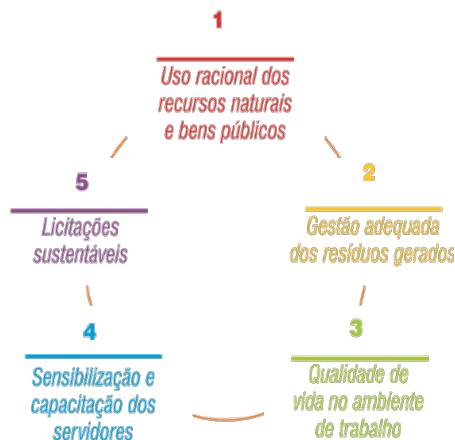 1
Uso racional dos
recursos naturais
e bens públicos
2
Gestão adequada
dos resíduos gerados
3
Qualidade de
vida no ambiente
de trabalho
4
Sensibilização e
capacitação dos
servidores
5
Licitações
sustentáveis